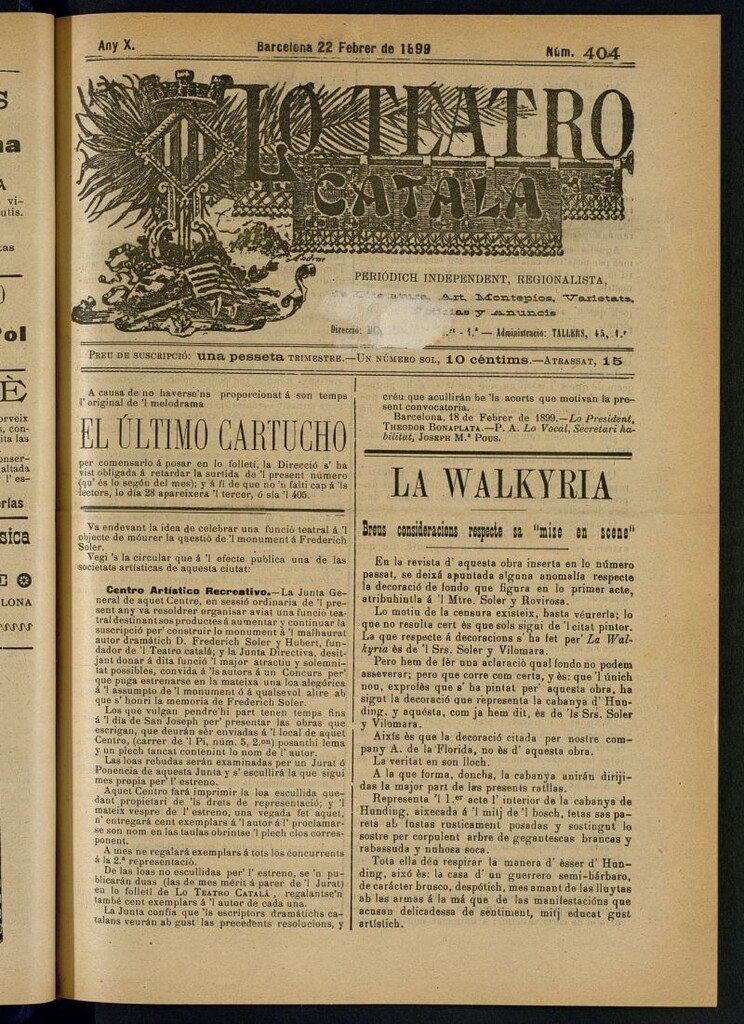 Any X.
Barcelona 22 Febrer de 1899
Núm. 404
LO TEATRO
CATALÁ
PERIÓDICH INDEPENDENT, REGIONALISTA,
Art, Montepíos, Varietats,
y Anuncis
Direcció: 1.ª — Administració: TALLERS, 45, 1.r
PREU DE SUSCRIPCIÓ: una pesseta TRIMESTRE.—UN NÚMERO SOL, 10 céntims.—ATRASSAT, 15
A causa de no haverse'ns proporcionat á son temps
l' original de 'l melodrama
EL ÚLTIMO CARTUCHO
per comensarlo á posar en lo folletí, la Direcció s' ha
vist obligada á retardar la surtida de 'l present número
(qu' és lo segón del mes); y á fi de que no 'n falti cap á 'ls
lectors, lo día 28 apareixera 'l tercer, ó sía 'l 405.
Va endevant la idea de celebrar una funció teatral á 'l
objecte de móurer la questió de 'l monument á Frederich
Soler.
Vegi 's la circular que á 'l efecte publica una de las
societats artísticas de aquesta ciutat:
Centro Artístico Recreativo.—La Junta Ge-
neral de aquet Centre, en sessió ordinaria de 'l pre-
sent any va resóldrer organisar aviat una funció tea-
tral destinant sos productes á aumentar y continuar la
suscripció per' construir lo monument á 'l malhaurat
autor dramátich D. Frederich Soler y Hubert, fun-
dador de 'l Teatro catalá; y la Junta Directiva, desit-
jant donar á dita funció 'l major atractiu y solemni-
tat possibles, convida á 'ls autors á un Concurs per'
que puga estrenarse en la mateixa una loa alegórica
á 'l assumpto de 'l monument ó á qualsevol altre ab
que s' honri la memoria de Frederich Soler.
Los que vulgan pendre'hi part tenen temps fins
á 'l día de San Joseph per' presentar las obras que
escrigan, que deurán sér enviadas á 'l local de aquet
Centro, (carrer de 'l Pi, núm. 5, 2.on) posanthi lema
y un plech tancat contenint lo nom de l' autor.
Las loas rebudas serán examinadas per un Jurat ó
Ponencia de aquesta Junta y s' escullirá la que sigui
mes propia per' l' estreno.
Aquet Centro fará imprimir la loa escullida que-
dant propietari de 'ls drets de representació; y 'l
mateix vespre de l' estreno, una vegada fet aquet,
n' entregará cent exemplars á l' autor á l' proclamar-
se son nom en las taulas obrintse 'l plech clos corres-
ponent.
A mes ne regalará exemplars á tots los concurrents
á la 2.ª representació.
De las loas no escullidas per' l' estreno, se 'n pu-
blicarán duas (las de mes mérit á parer de 'l Jurat)
en lo folletí de LO TEATRO CATALÁ, regalantse'n
també cent exemplars á 'l autor de cada una.
La Junta confía que 'ls escriptors dramátichs ca-
talans veurán ab gust las precedents resolucions, y
créu que acullirán be 'ls acorts que motivan la pre-
sent convocatoria.
Barcelona, 18 de Febrer de 1899.—Lo President,
THEODOR BONAPLATA.—P. A. Lo Vocal, Secretari ha-
bilitat, JOSEPH M.ª POUS.
LA WALKYRIA
Breus consideracions respecte sa "mise en scene"
En la revista d' aquesta obra inserta en lo número
passat, se deixá apuntada alguna anomalía respecte
la decoració de fondo que figura en lo primer acte,
atribuhintla á 'l Mtre. Soler y Rovirosa.
Lo motiu de la censura existeix, basta véurerla; lo
que no resulta cert és que sols sigui de 'l citat pintor.
La que respecte á decoracions s' ha fet per' La Wal-
kyria és de 'l Srs. Soler y Vilomara.
Pero hem de fèr una aclaració qual fondo no podem
asseverar; pero que corre com certa, y és: que 'l únich
nou, exprofés que s' ha pintat per' aquesta obra, ha
sigut la decoració que representa la cabanya d' Hun-
ding, y aquésta, com ja hem dit, és de 'ls Srs. Soler
y Vilomara.
Aixís és que la decoració citada per nostre com-
pany A. de la Florida, no és d' aquesta obra.
La veritat en son lloch.
A la que forma, donchs, la cabanya anirán diriji-
das la major part de las presents ratllas.
Representa 'l 1.er acte l' interior de la cabanya de
Hunding, aixecada á 'l mitj de 'l bosch, fetas sas pa-
rets ab fustas rusticament posadas y sostingut lo
sostre per corpulent arbre de gegantescas brancas y
rabassuda y nuhosa soca.
Tota ella déu respirar la manera d' ésser d' Hun-
ding, aixó és: la casa d' un guerrero semi-bárbaro,
de carácter brusco, despótich, mes amant de las lluytas
ab las armas á la má que de las manifestacións que
acusan delicadessa de sentiment, mitj educat gust
artístich.